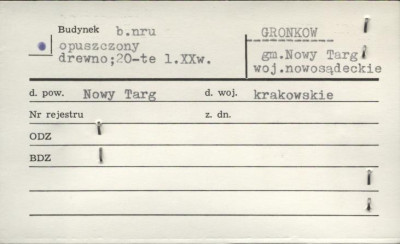 Budynek b.nru GRONKOW
opuszczony gm.Nowy Targ
drewno;20-te l.XXw. woj.nowosądeckie
d. pow. Nowy Targ d. woj. krakowskie
Nr rejestru z. dn.
ODZ
BDZ